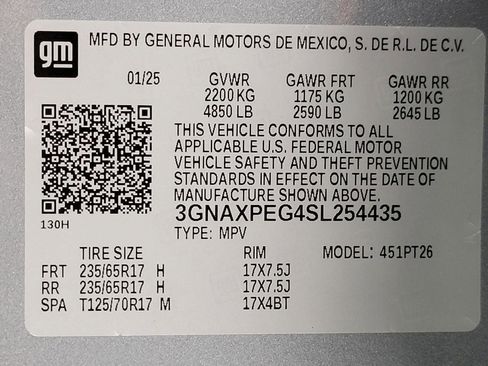 gm MFD BY GENERAL MOTORS DE MEXICO, S. DE R.L. DE C.V.
01/25 GVWR GAWR FRT GAWR RR
2200 KG 1175 KG 1200 KG
4850 LB 2590 LB 2645 LB
THIS VEHICLE CONFORMS TO ALL
APPLICABLE U.S. FEDERAL MOTOR
VEHICLE SAFETY AND THEFT PREVENTION
STANDARDS IN EFFECT ON THE DATE OF
MANUFACTURE SHOWN ABOVE.
3GNAXPEG4SL254435
130H
TYPE: MPV
TIRE SIZE RIM MODEL: 451PT26
FRT 235/65R17 H 17X7.5J
RR 235/65R17 H 17X7.5J
SPA T125/70R17 M 17X4BT